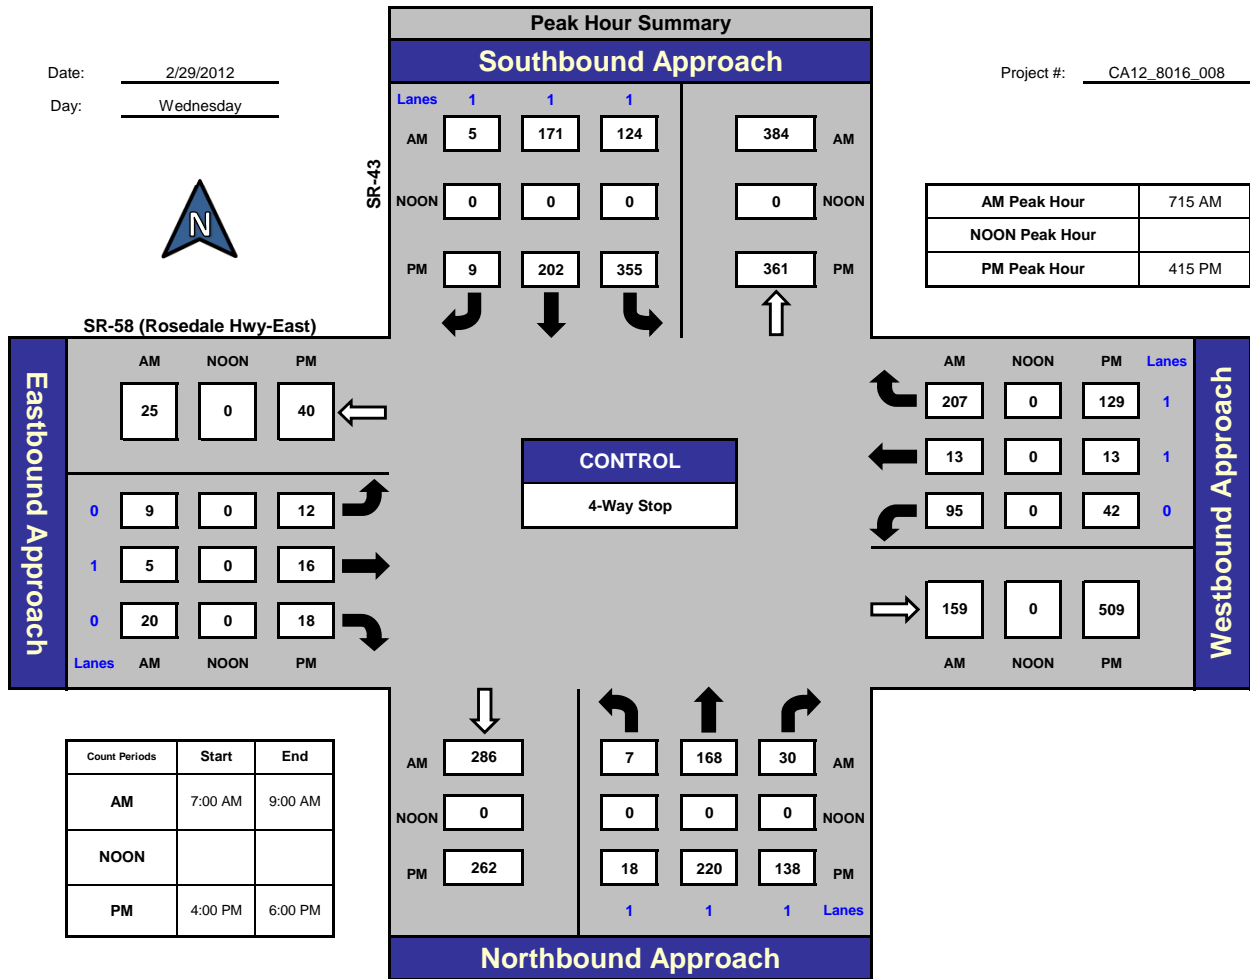 Peak Hour Summary
Southbound Approach
Date: 2/29/2012
Day: Wednesday
Project #: CA12_8016_008
N
SR-43
Lanes 1 1 1
AM 5 171 124 384 AM
NOON 0 0 0 0 NOON
PM 9 202 355 361 PM
AM Peak Hour 715 AM
NOON Peak Hour
PM Peak Hour 415 PM
SR-58 (Rosedale Hwy-East)
Eastbound Approach
AM NOON PM
25 0 40
0 9 0 12
1 5 0 16
0 20 0 18
Lanes AM NOON PM
CONTROL
4-Way Stop
AM NOON PM Lanes
207 0 129 1
13 0 13 1
95 0 42 0
159 0 509
AM NOON PM
Westbound Approach
Count Periods Start End
AM 7:00 AM 9:00 AM
NOON
PM 4:00 PM 6:00 PM
AM 286 7 168 30 AM
NOON 0 0 0 0 NOON
PM 262 18 220 138 PM
1 1 1 Lanes
Northbound Approach